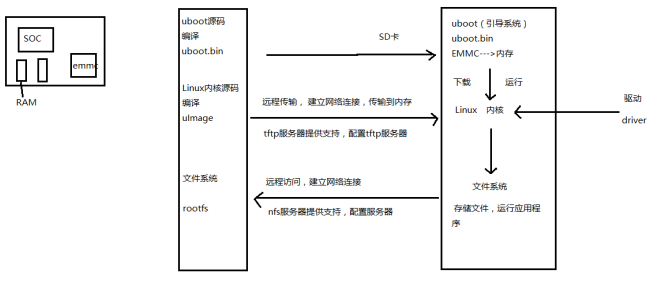 SOC
emmc
RAM
uboot源码
编译
uboot.bin
Linux内核源码
编译
uImage
文件系统
rootfs
SD卡
远程传输，建立网络连接，传输到内存
tftp服务器提供支持，配置tftp服务器
远程访问，建立网络连接
nfs服务器提供支持，配置服务器
uboot（引导系统）
uboot.bin
EMMC--->内存
下载 运行
Linux 内核
文件系统
存储文件，运行应用程
序
驱动
driver